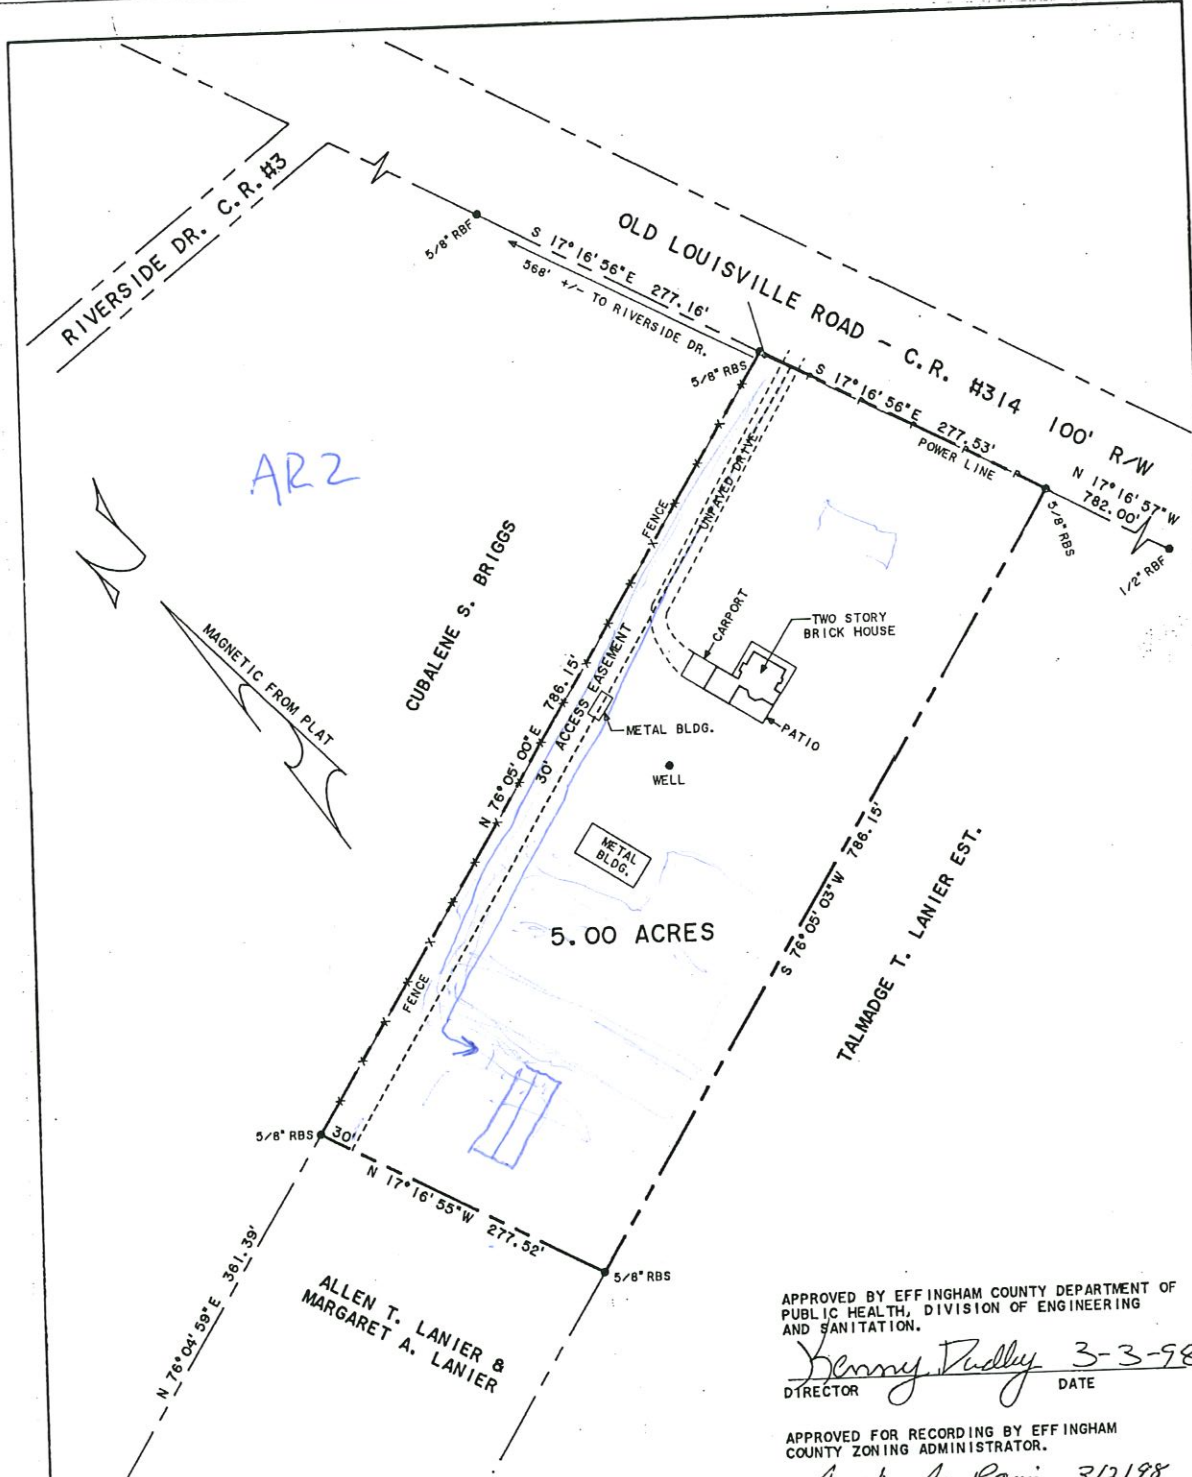 RIVERSIDE DR. C.R. #3
5/8" RBF
S 17°16'56"E 277.16'
568' +/- TO RIVERSIDE DR.
OLD LOUISVILLE ROAD - C.R. #314 100' R/W
5/8" RBS
S 17°16'56"E 277.53'
POWER LINE
N 17°16'57"W
782.00'
5/8" RBS
1/2" RBF
AR2
CUBALENE S. BRIGGS
FENCE
UNPAVED DRIVE
CARPORT
TWO STORY
BRICK HOUSE
MAGNETIC FROM PLAT
N 76°05'00"E 786.15'
30' ACCESS EASEMENT
METAL BLDG.
PATIO
WELL
METAL
BLDG.
5.00 ACRES
S 76°05'03"W 786.15'
TALMADGE T. LANIER EST.
FENCE
5/8" RBS
30'
N 17°16'55"W 277.52'
5/8" RBS
N 76°04'59"E 361.39'
ALLEN T. LANIER &
MARGARET A. LANIER
APPROVED BY EFFINGHAM COUNTY DEPARTMENT OF
PUBLIC HEALTH, DIVISION OF ENGINEERING
AND SANITATION.
Kenny Dudley 3-3-98
DIRECTOR DATE
APPROVED FOR RECORDING BY EFFINGHAM
COUNTY ZONING ADMINISTRATOR.
3/2/98